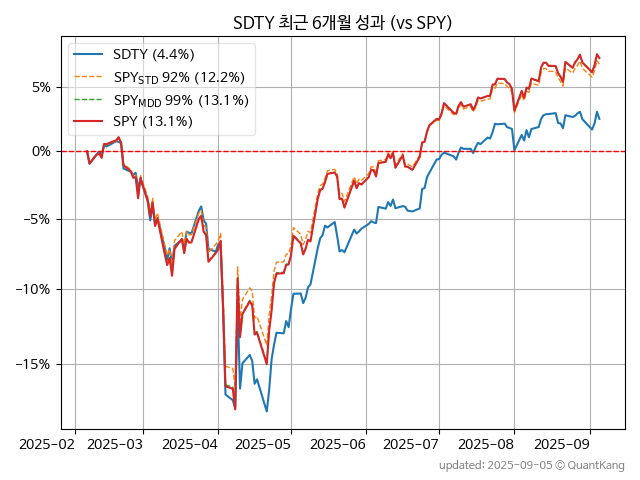 SDTY 최근 6개월 성과 (vs SPY)
SDTY (4.4%)
SPY_STD 92% (12.2%)
SPY_MDD 99% (13.1%)
SPY (13.1%)
5%
0%
−5%
−10%
−15%
2025-02 2025-03 2025-04 2025-05 2025-06 2025-07 2025-08 2025-09
updated: 2025-09-05 © QuantKang